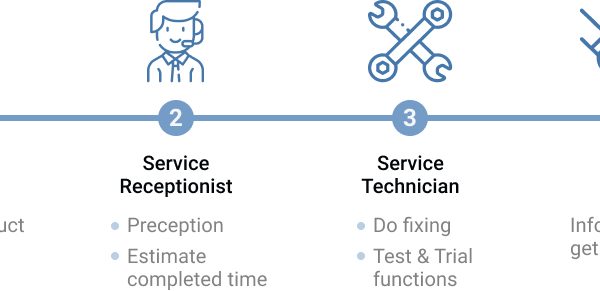 2
3
Service
Receptionist
Service
Technician
uct
Preception
Estimate
completed time
Do fixing
Test & Trial
functions
Info
get